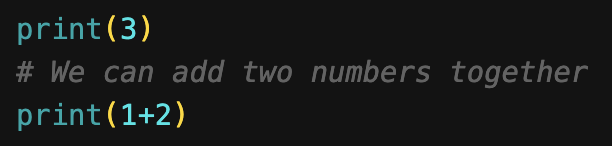 print(3)
# We can add two numbers together
print(1+2)